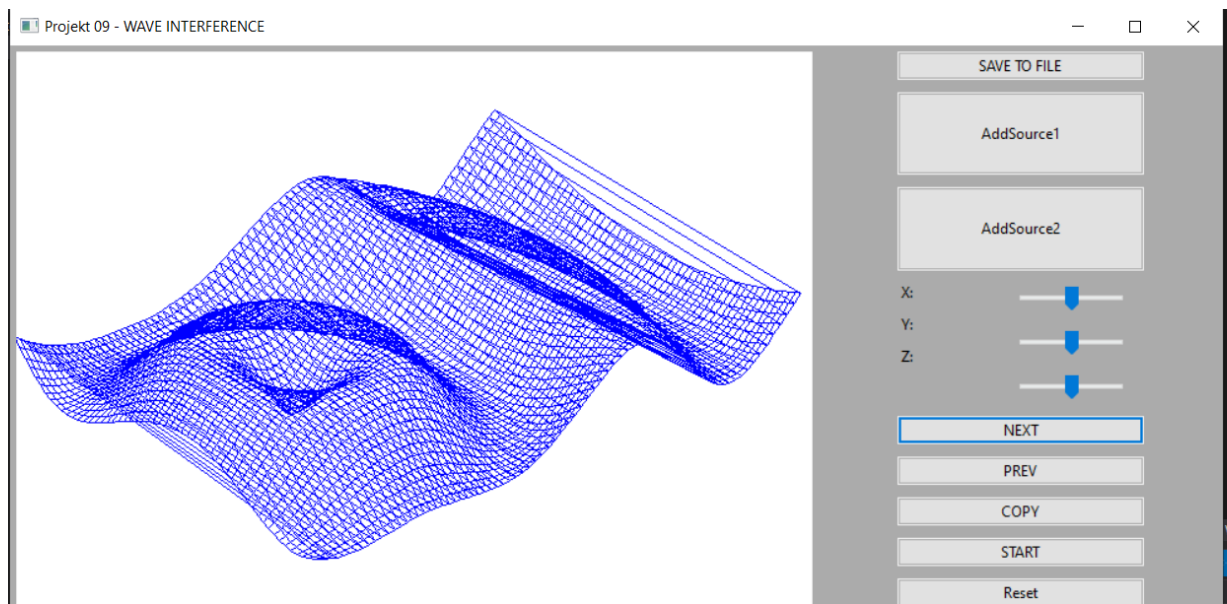 Projekt 09 - WAVE INTERFERENCE
SAVE TO FILE
AddSource1
AddSource2
X:
Y:
Z:
NEXT
PREV
COPY
START
Reset